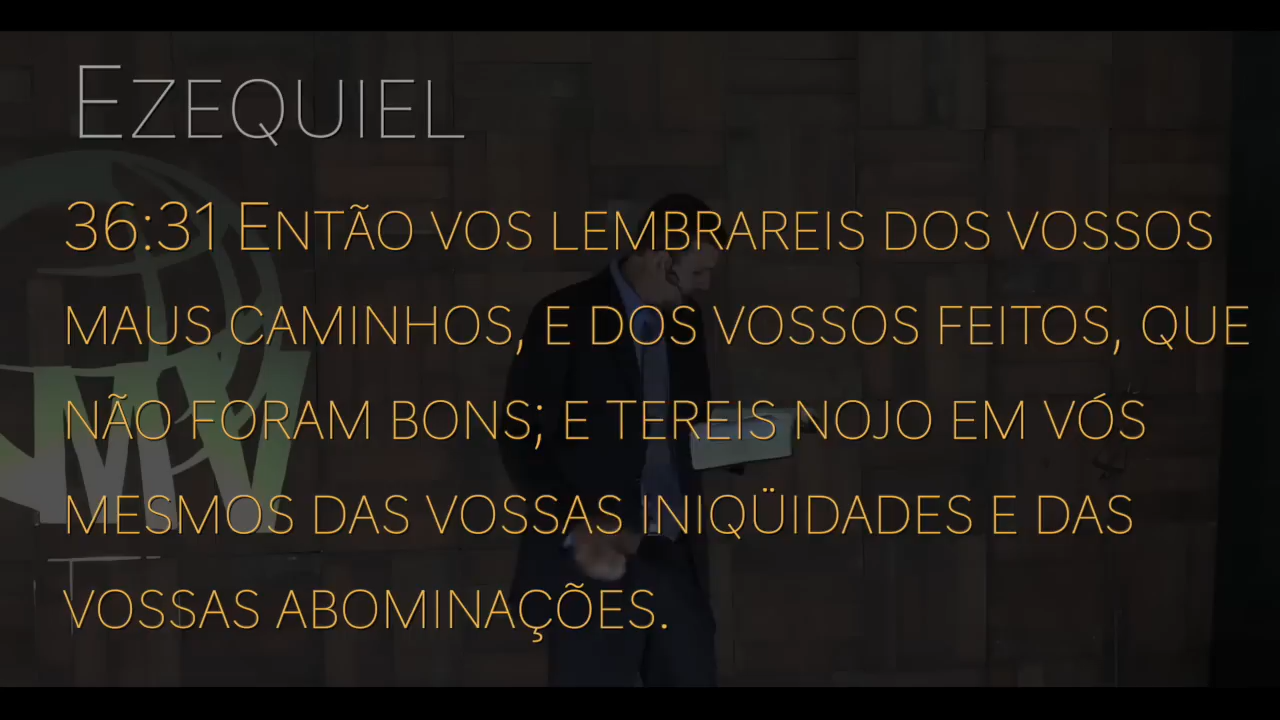 EZEQUIEL
36:31 ENTÃO VOS LEMBRAREIS DOS VOSSOS
MAUS CAMINHOS, E DOS VOSSOS FEITOS, QUE
NÃO FORAM BONS; E TEREIS NOJO EM VÓS
MESMOS DAS VOSSAS INIQÜIDADES E DAS
VOSSAS ABOMINAÇÕES.
MV